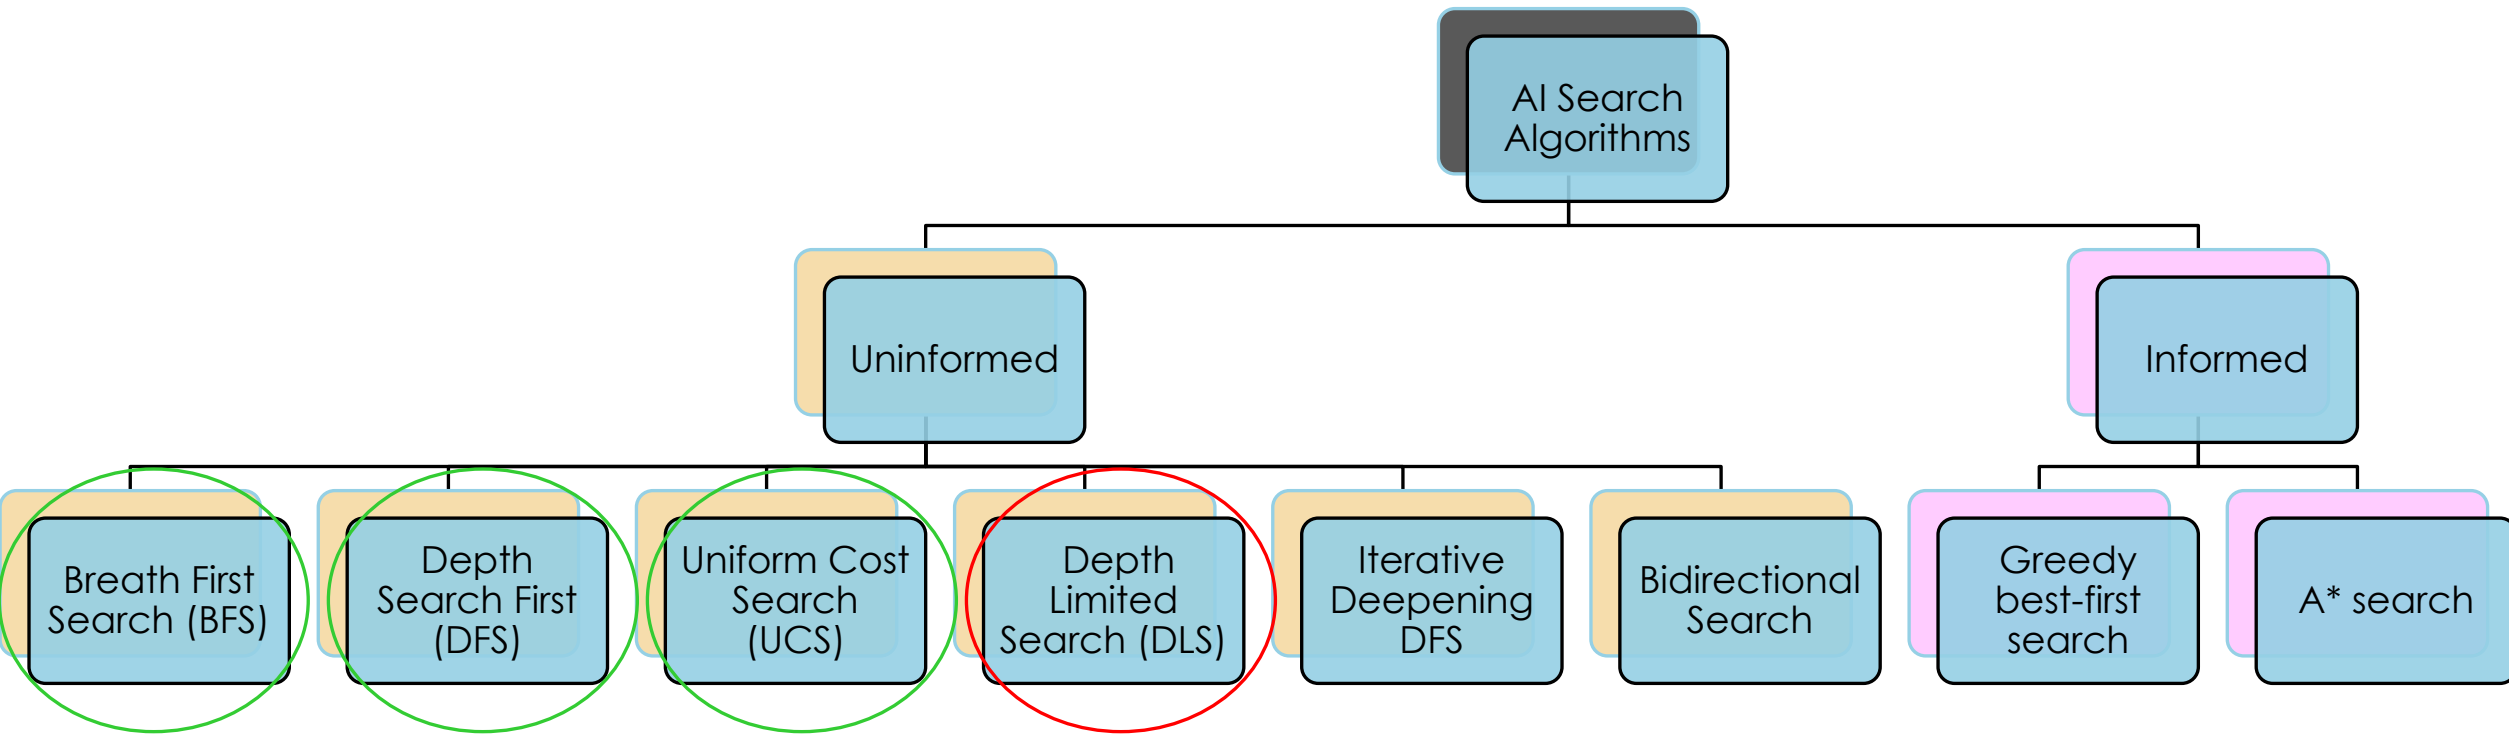 AI Search
Algorithms
Uninformed
Informed
Breath First
Search (BFS)
Depth
Search First
(DFS)
Uniform Cost
Search
(UCS)
Depth
Limited
Search (DLS)
Iterative
Deepening
DFS
Bidirectional
Search
Greedy
best-first
search
A* search